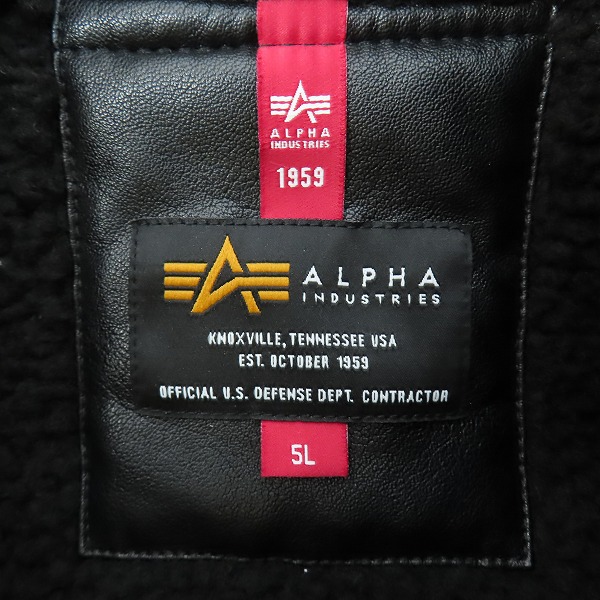 ALPHA
INDUSTRIES
1959
ALPHA
INDUSTRIES
KNOXVILLE, TENNESSEE USA
EST. OCTOBER 1959
OFFICIAL U.S. DEFENSE DEPT. CONTRACTOR
5L